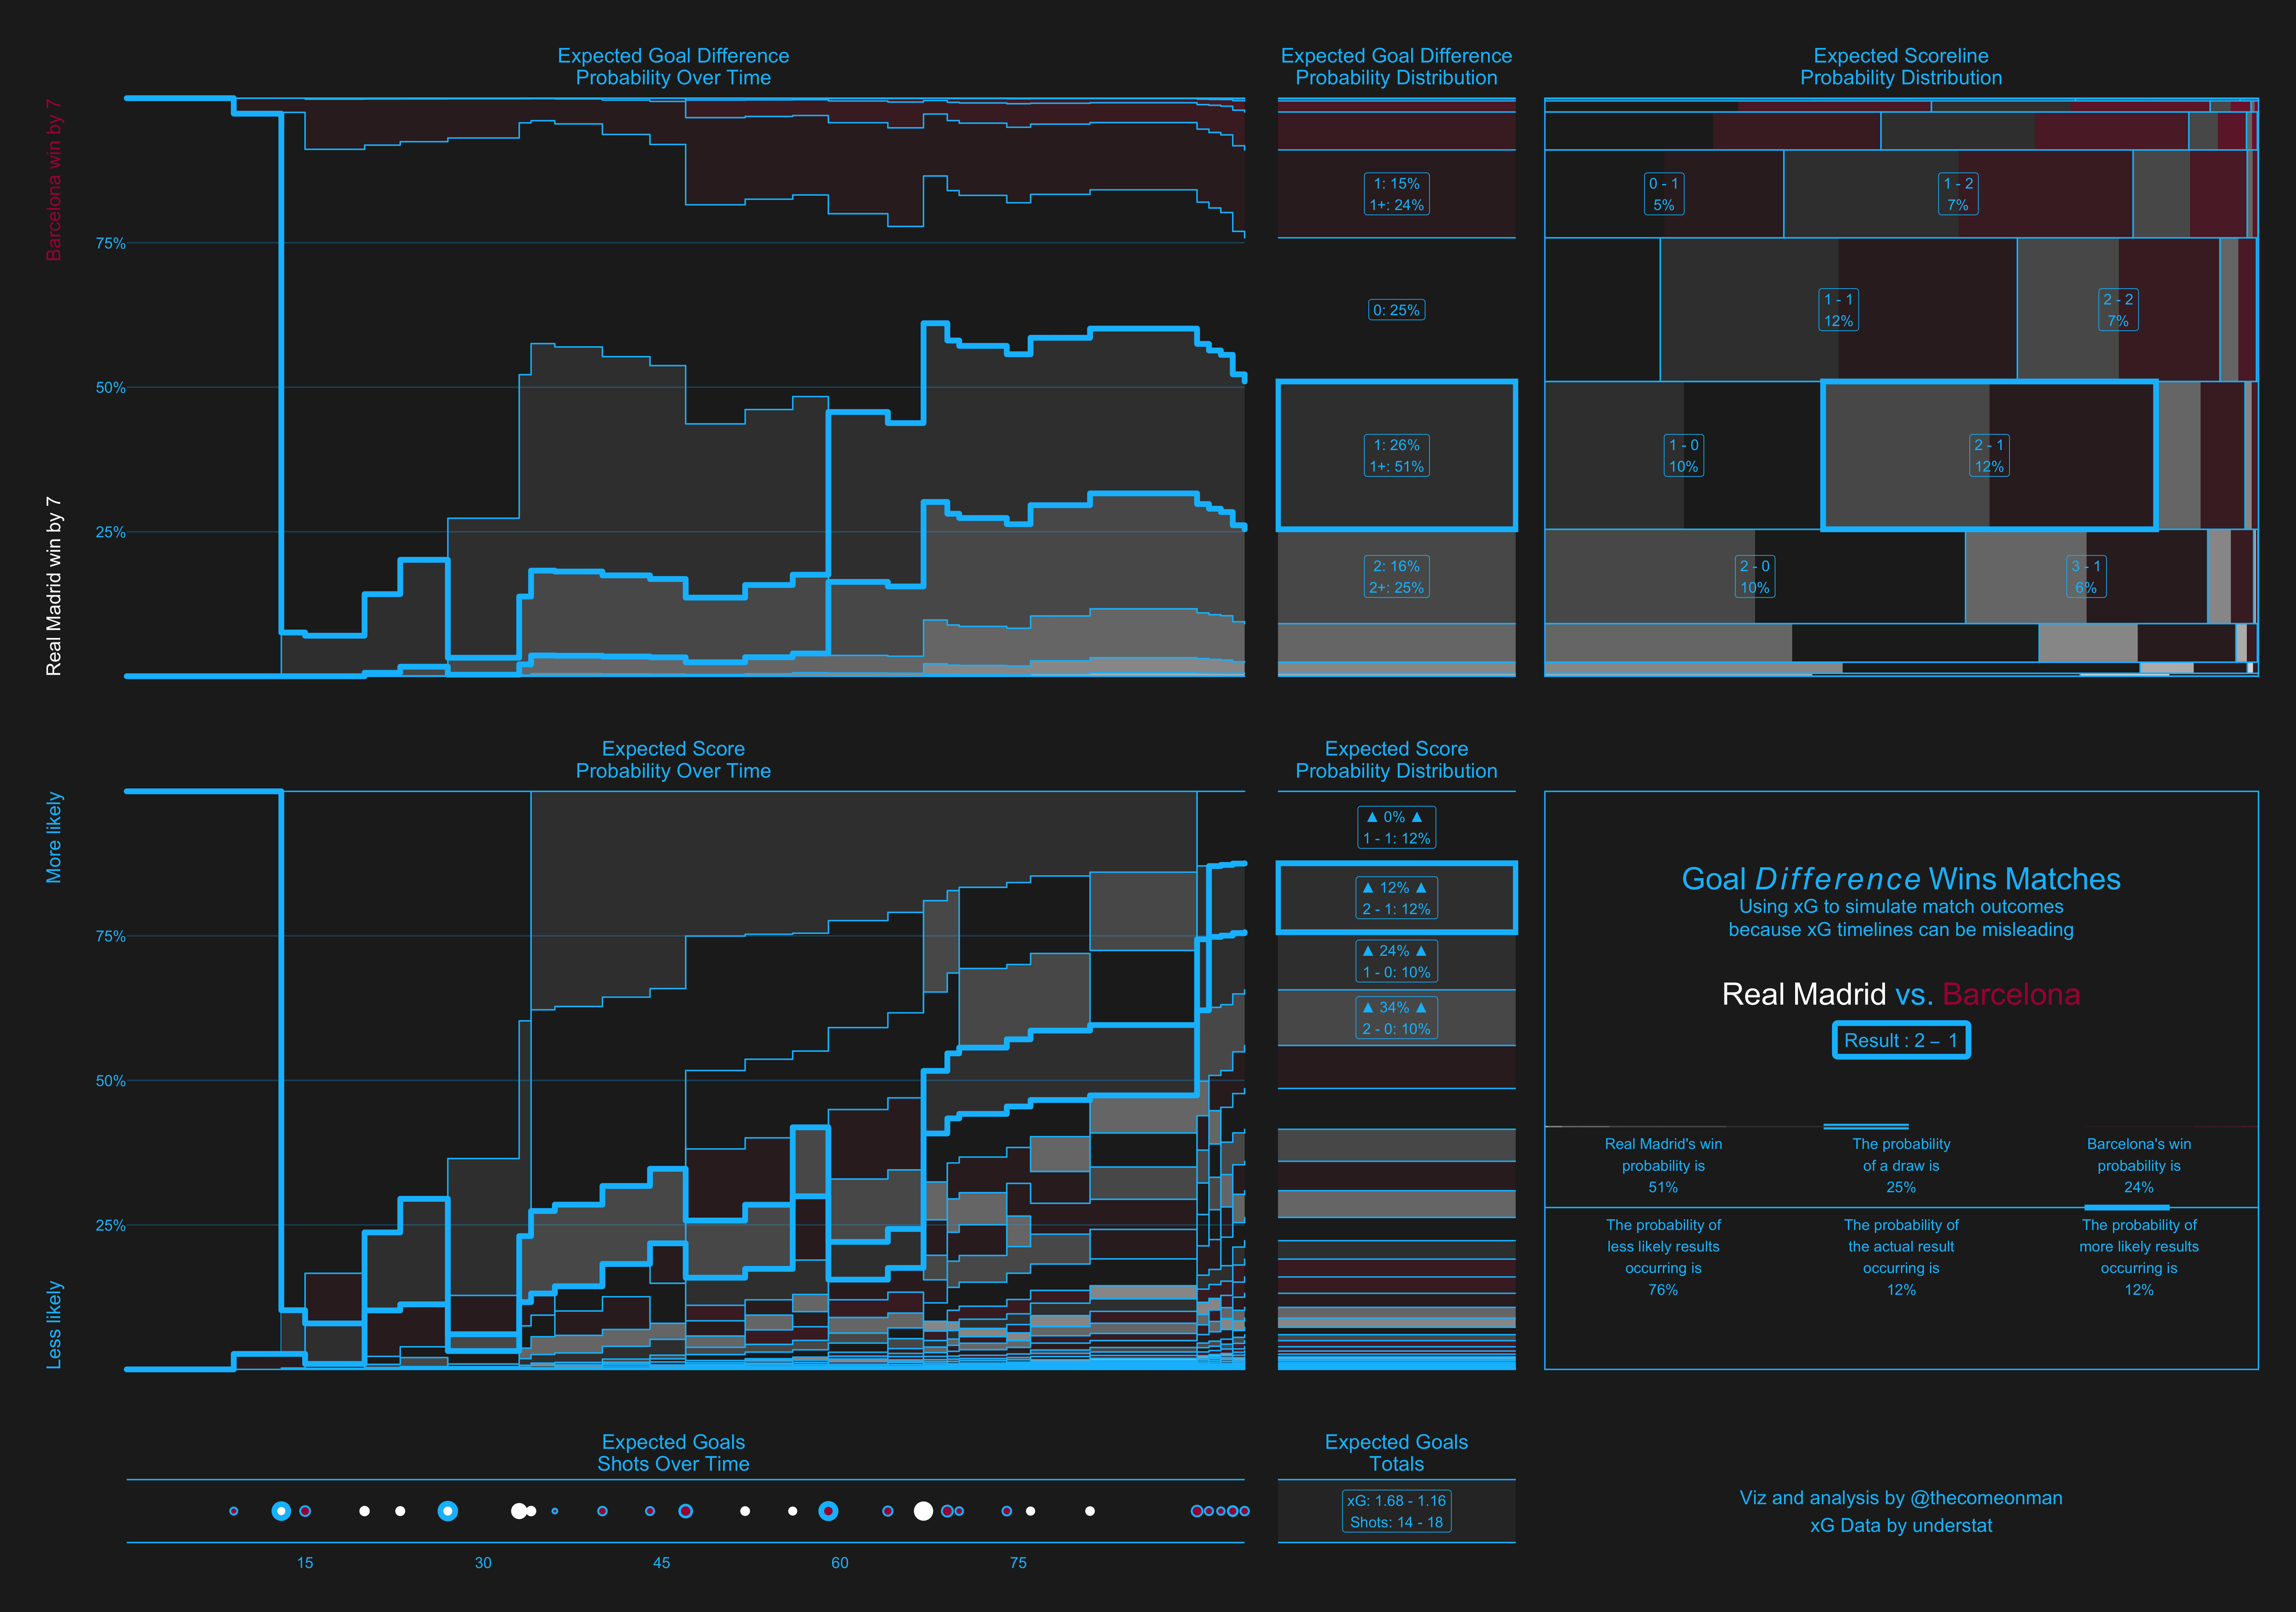 Expected Goal Difference
Probability Over Time
Expected Goal Difference
Probability Distribution
Expected Scoreline
Probability Distribution
Barcelona win by 7
Real Madrid win by 7
75%
50%
25%
1: 15%
1+: 24%
0: 25%
1: 26%
1+: 51%
2: 16%
2+: 25%
0 - 1
5%
1 - 2
7%
1 - 1
12%
2 - 2
7%
1 - 0
10%
2 - 1
12%
2 - 0
10%
3 - 1
6%
Expected Score
Probability Over Time
Expected Score
Probability Distribution
More likely
Less likely
75%
50%
25%
▲ 0% ▲
1 - 1: 12%
▲ 12% ▲
2 - 1: 12%
▲ 24% ▲
1 - 0: 10%
▲ 34% ▲
2 - 0: 10%
Goal Difference Wins Matches
Using xG to simulate match outcomes
because xG timelines can be misleading
Real Madrid vs. Barcelona
Result : 2 – 1
Real Madrid's win
probability is
51%
The probability
of a draw is
25%
Barcelona's win
probability is
24%
The probability of
less likely results
occurring is
76%
The probability of
the actual result
occurring is
12%
The probability of
more likely results
occurring is
12%
Expected Goals
Shots Over Time
15
30
45
60
75
Expected Goals
Totals
xG: 1.68 - 1.16
Shots: 14 - 18
Viz and analysis by @thecomeonman
xG Data by understat